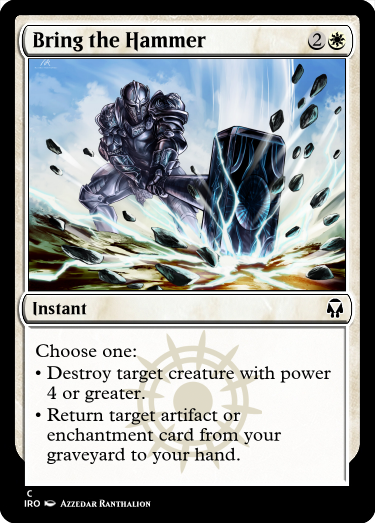 Bring the Hammer 2
Instant
Choose one:
• Destroy target creature with power
4 or greater.
• Return target artifact or
enchantment card from your
graveyard to your hand.
C
IRO Azzedar Ranthalion